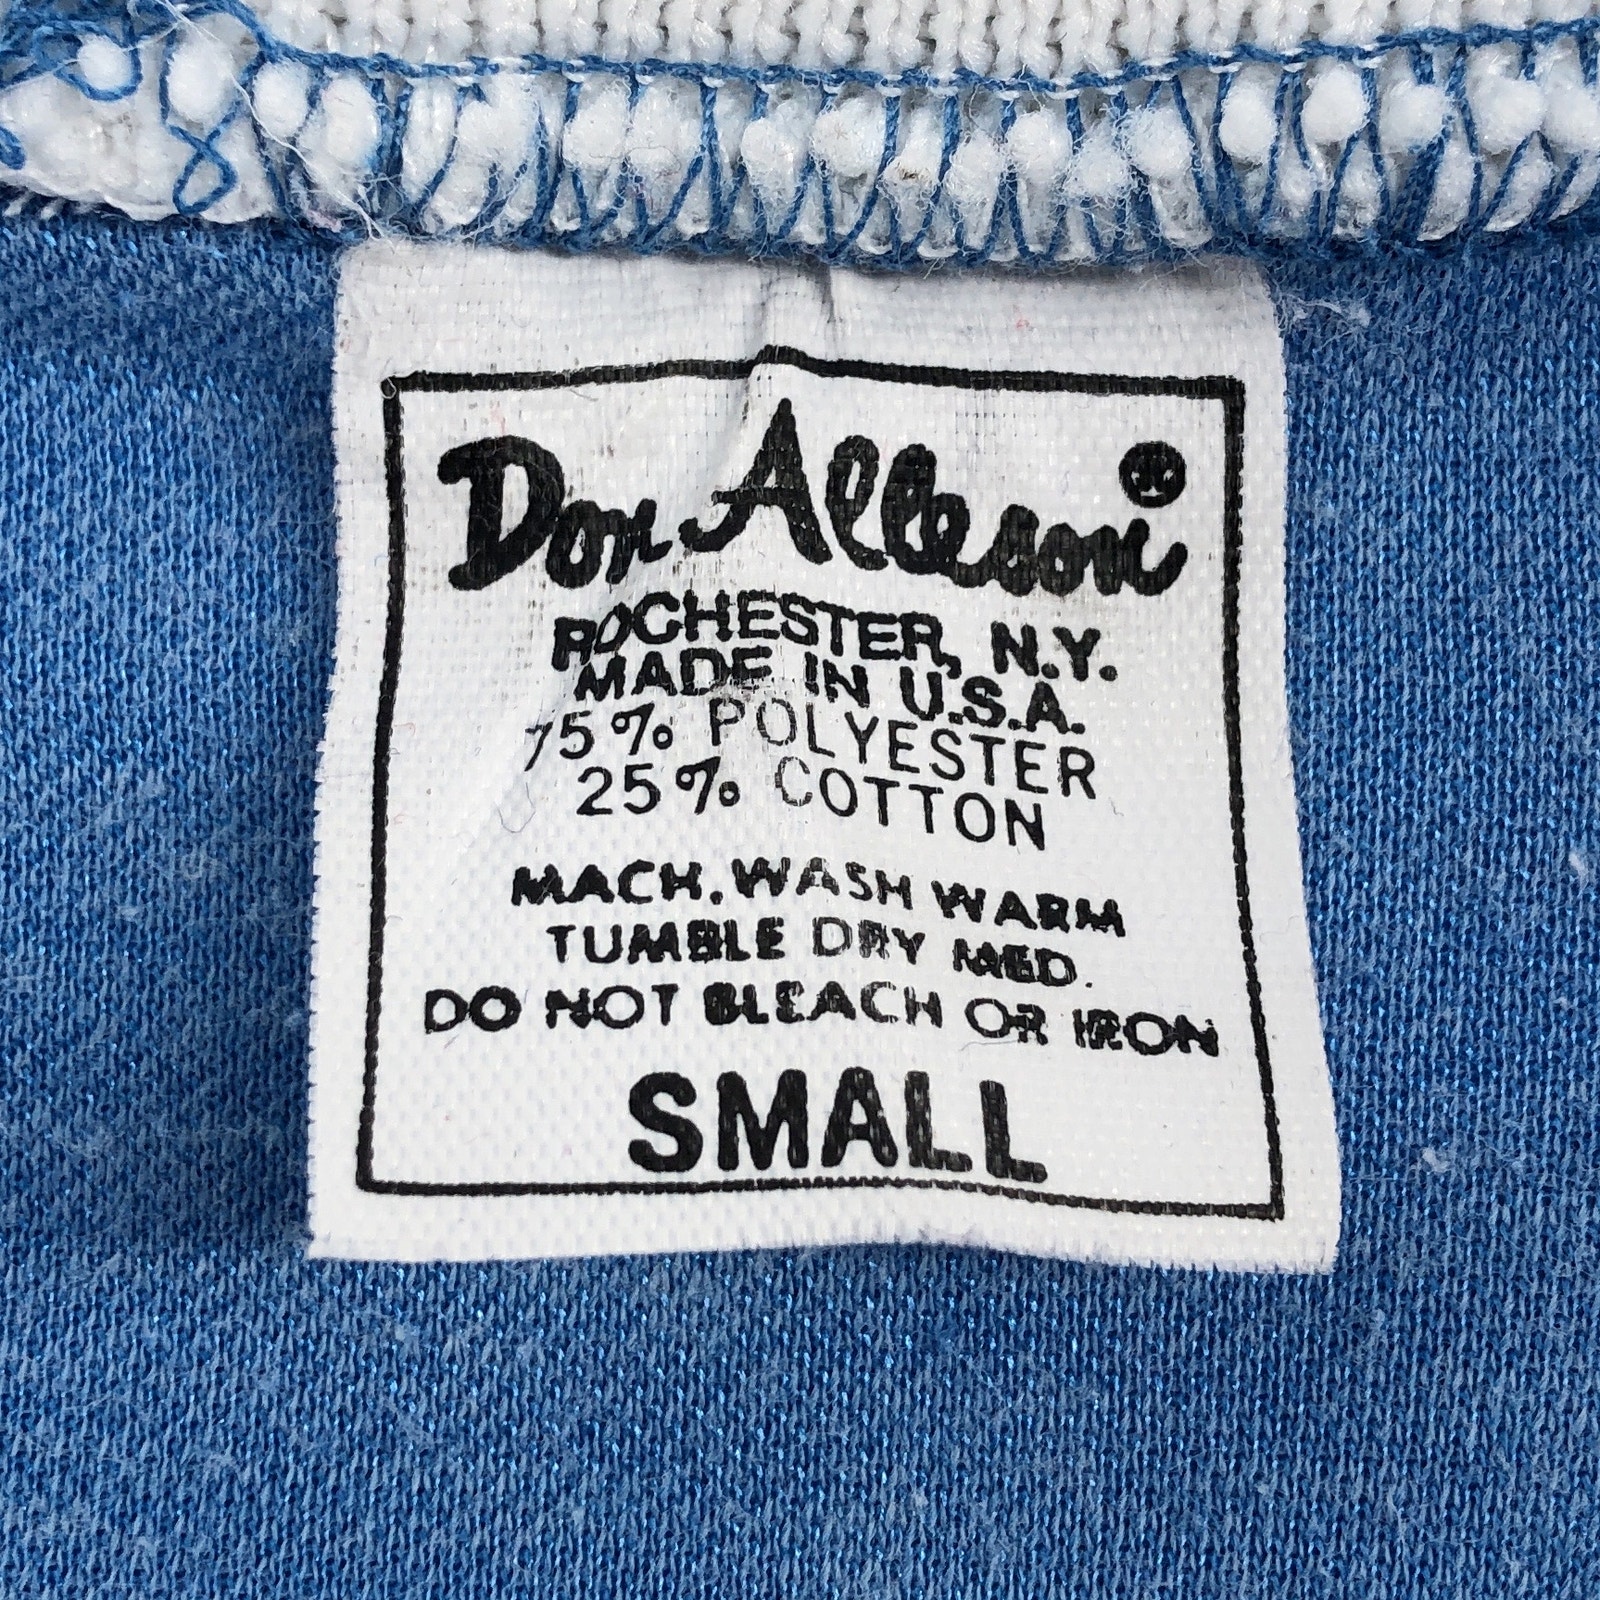 Don Alleson
ROCHESTER, N.Y.
MADE IN U.S.A.
75% POLYESTER
25% COTTON
MACH. WASH WARM
TUMBLE DRY MED.
DO NOT BLEACH OR IRON
SMALL